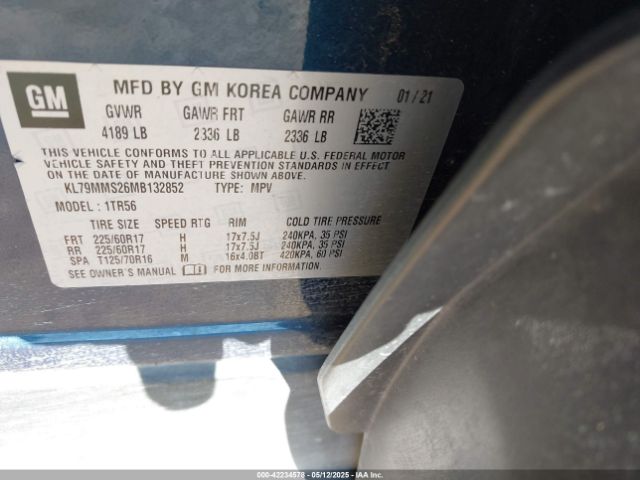 GM
MFD BY GM KOREA COMPANY 01 / 21
GVWR GAWR FRT GAWR RR
4189 LB 2336 LB 2336 LB
THIS VEHICLE CONFORMS TO ALL APPLICABLE U.S. FEDERAL MOTOR
VEHICLE SAFETY AND THEFT PREVENTION STANDARDS IN EFFECT
ON THE DATE OF MANUFACTURE SHOWN ABOVE.
KL79MMS26MB132852 TYPE: MPV
MODEL : 1TR56
TIRE SIZE SPEED RTG RIM COLD TIRE PRESSURE
FRT 225/60R17 H 17x7.5J 240KPA, 35 PSI
RR 225/60R17 H 17x7.5J 240KPA, 35 PSI
SPA T125/70R16 M 16x4.0BT 420KPA, 60 PSI
SEE OWNER'S MANUAL FOR MORE INFORMATION.
000-42234578 - 05/12/2025 - COPART